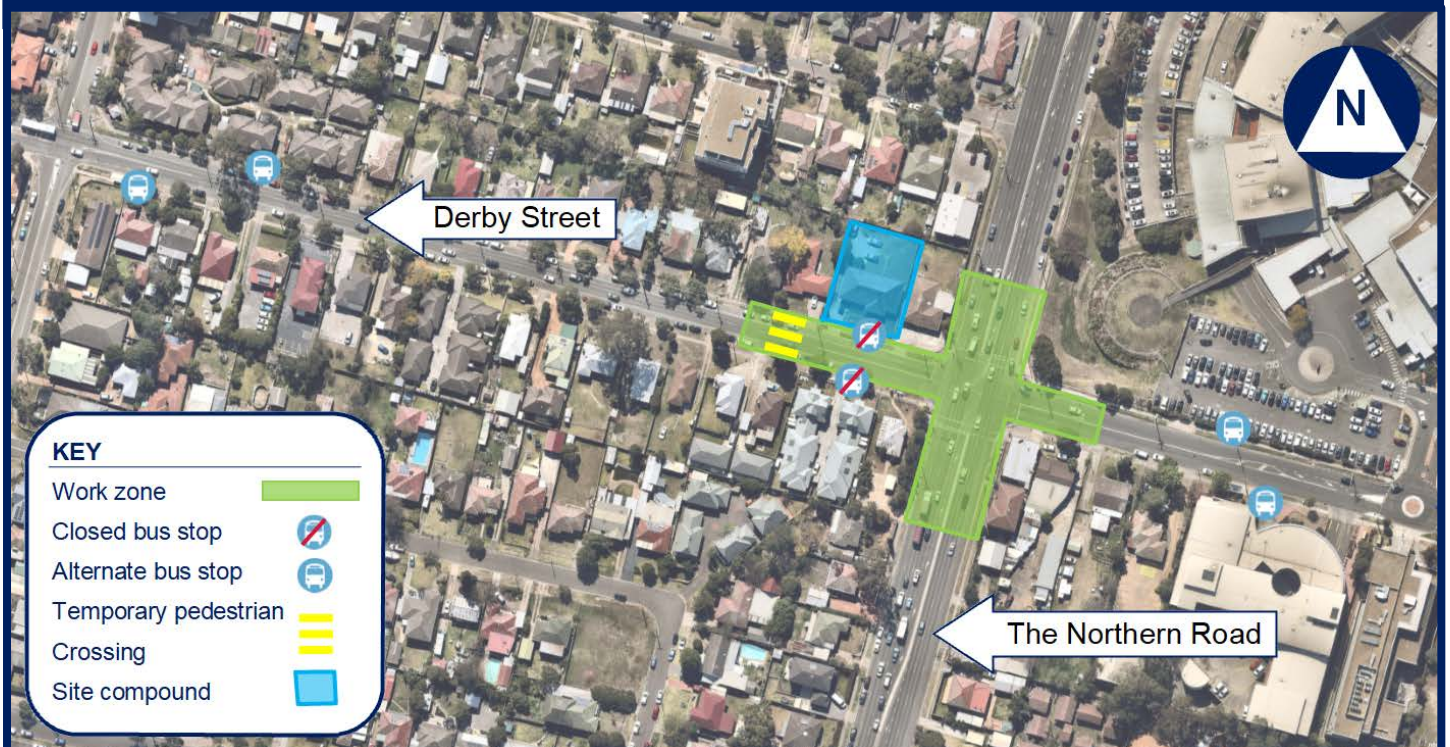 N
Derby Street
KEY
Work zone
Closed bus stop
Alternate bus stop
Temporary pedestrian
Crossing
Site compound
The Northern Road